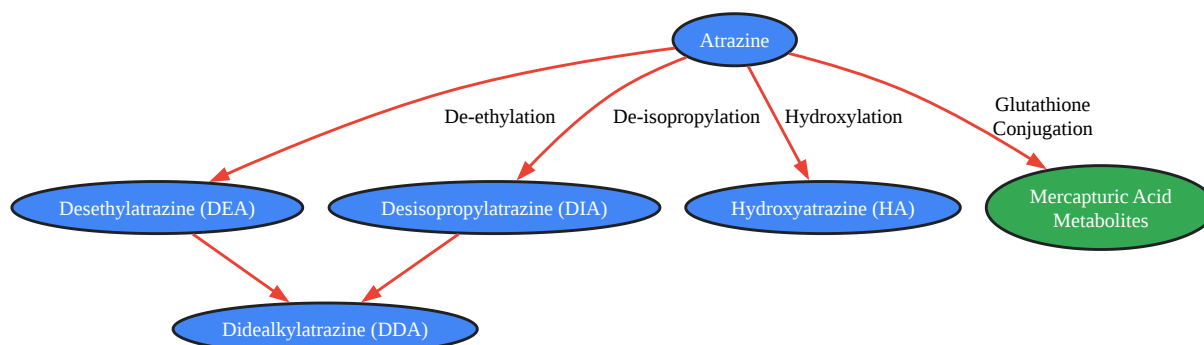 Atrazine
De-ethylation
De-isopropylation
Hydroxylation
Glutathione
Conjugation
Desethylatrazine (DEA)
Desisopropylatrazine (DIA)
Hydroxyatrazine (HA)
Mercapturic Acid
Metabolites
Didealkylatrazine (DDA)